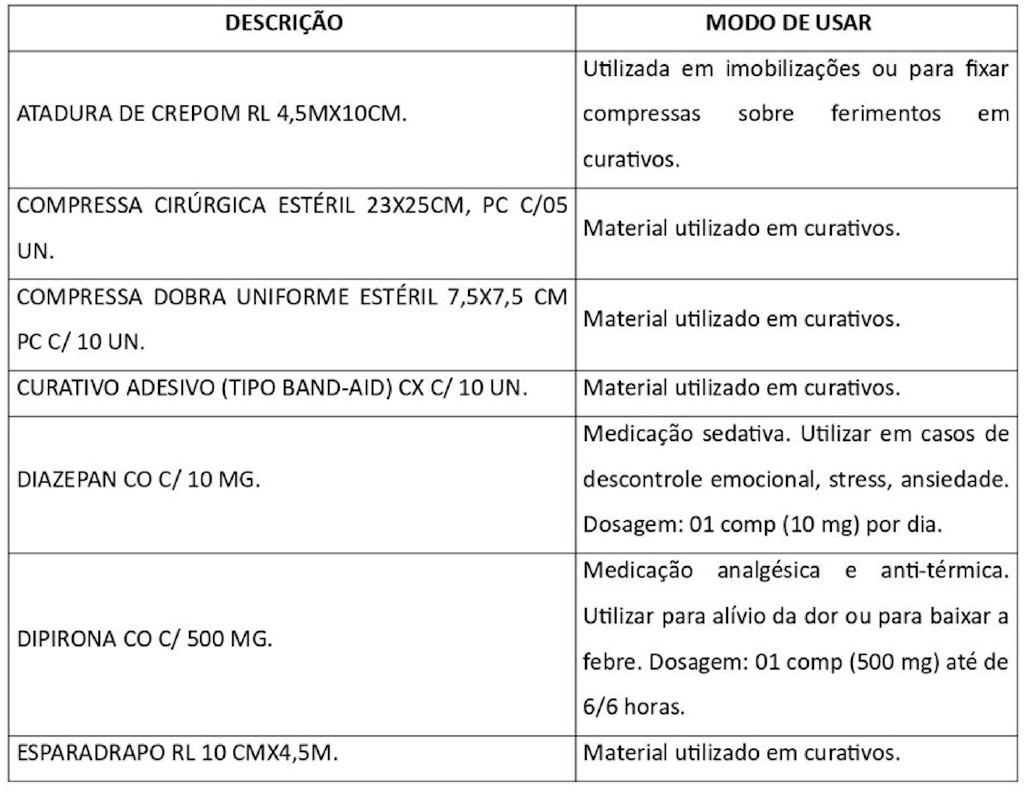 DESCRIÇÃO
MODO DE USAR
ATADURA DE CREPOM RL 4,5MX10CM.
Utilizada em imobilizações ou para fixar
compressas sobre ferimentos em
curativos.
COMPRESSA CIRÚRGICA ESTÉRIL 23X25CM, PC C/05
UN.
Material utilizado em curativos.
COMPRESSA DOBRA UNIFORME ESTÉRIL 7,5X7,5 CM
PC C/ 10 UN.
Material utilizado em curativos.
CURATIVO ADESIVO (TIPO BAND-AID) CX C/ 10 UN.
Material utilizado em curativos.
DIAZEPAN CO C/ 10 MG.
Medicação sedativa. Utilizar em casos de
descontrole emocional, stress, ansiedade.
Dosagem: 01 comp (10 mg) por dia.
DIPIRONA CO C/ 500 MG.
Medicação analgésica e anti-térmica.
Utilizar para alívio da dor ou para baixar a
febre. Dosagem: 01 comp (500 mg) até de
6/6 horas.
ESPARADRAPO RL 10 CMX4,5M.
Material utilizado em curativos.